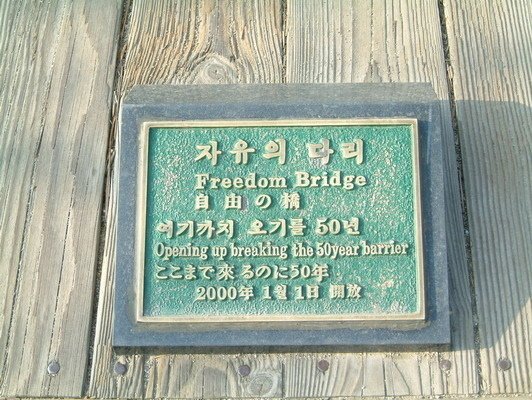 자유의 다리
Freedom Bridge
自由の橋
여기까지 오기를 50년
Opening up breaking the 50year barrier
ここまで來るのに50年
2000年 1월 1日 開放